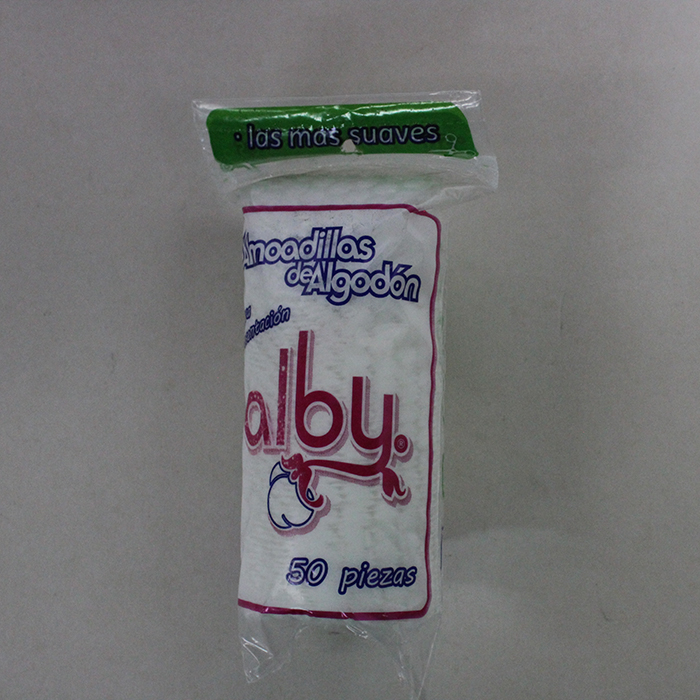 las mas suaves
Almoadillas
de Algodón
alby.
50 piezas